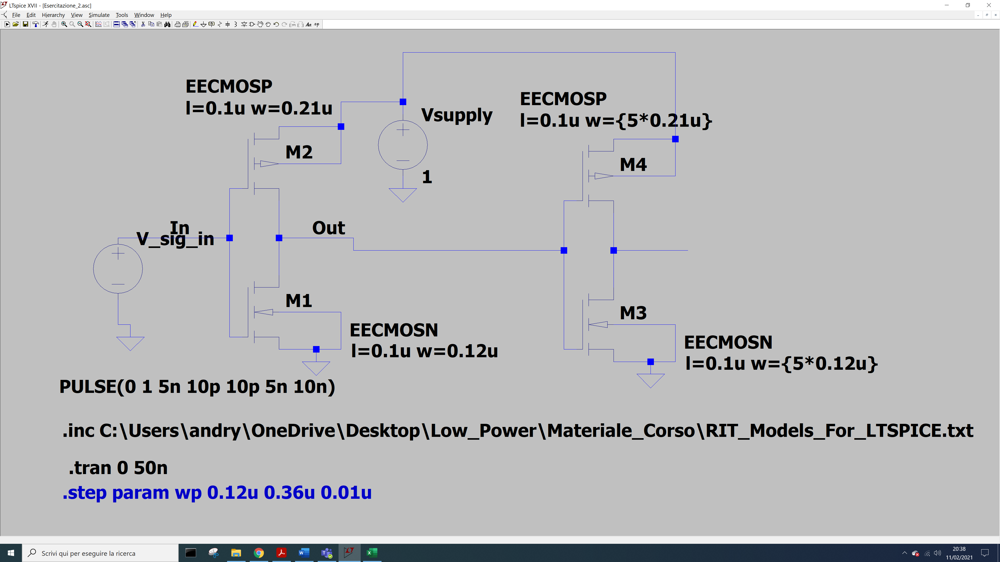 LTspice XVII - [Esercitazione_2.asc]
File Edit Hierarchy View Simulate Tools Window Help
EECMOSP
l=0.1u w=0.21u
M2
Vsupply
1
EECMOSP
l=0.1u w={5*0.21u}
M4
In
V_sig_in
Out
M1
EECMOSN
l=0.1u w=0.12u
M3
EECMOSN
l=0.1u w={5*0.12u}
PULSE(0 1 5n 10p 10p 5n 10n)
.inc C:\Users\andry\OneDrive\Desktop\Low_Power\Materiale_Corso\RIT_Models_For_LTSPICE.txt
.tran 0 50n
.step param wp 0.12u 0.36u 0.01u
Scrivi qui per eseguire la ricerca
20:38
11/02/2021